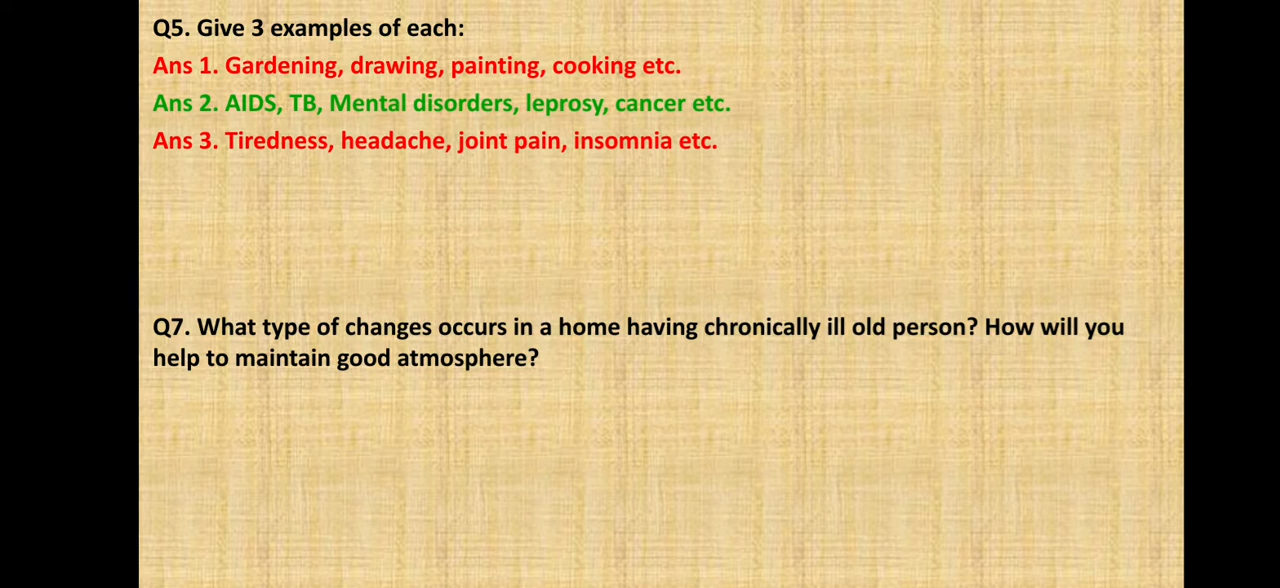 Q5. Give 3 examples of each:
Ans 1. Gardening, drawing, painting, cooking etc.
Ans 2. AIDS, TB, Mental disorders, leprosy, cancer etc.
Ans 3. Tiredness, headache, joint pain, insomnia etc.
Q7. What type of changes occurs in a home having chronically ill old person? How will you
help to maintain good atmosphere?